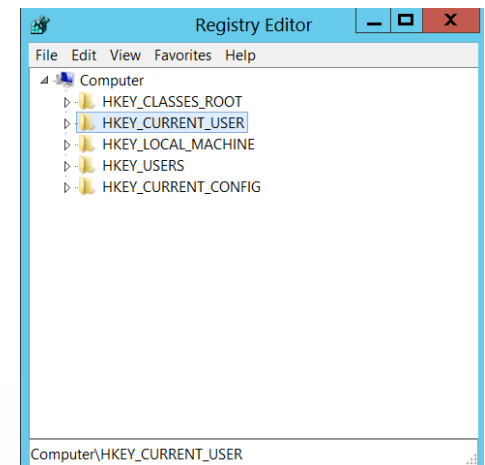 Registry Editor
File Edit View Favorites Help
Computer
HKEY_CLASSES_ROOT
HKEY_CURRENT_USER
HKEY_LOCAL_MACHINE
HKEY_USERS
HKEY_CURRENT_CONFIG
Computer\HKEY_CURRENT_USER